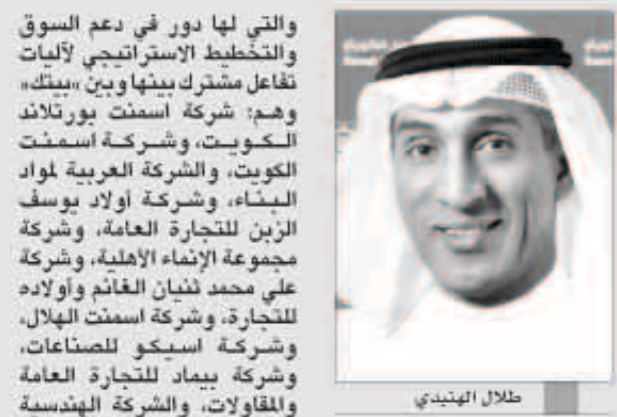 والتي لها دور في دعم السوق
والتخطيط الاستراتيجي لآليات
تفاعل مشترك بينها وبين «بيتك»
وهم: شركة اسمنت بورتلاند
الكويت، وشركة اسمنت
الكويت، والشركة العربية لمواد
البناء، وشركة أولاد يوسف
الزبن للتجارة العامة، وشركة
مجموعة الإنماء الأهلية، وشركة
علي محمد ثنيان الغانم وأولاده
للتجارة، وشركة اسمنت الهلال،
وشركة اسيكو للصناعات،
وشركة بيماد للتجارة العامة
والمقاولات، والشركة الهندسية
طلال الهنيدي